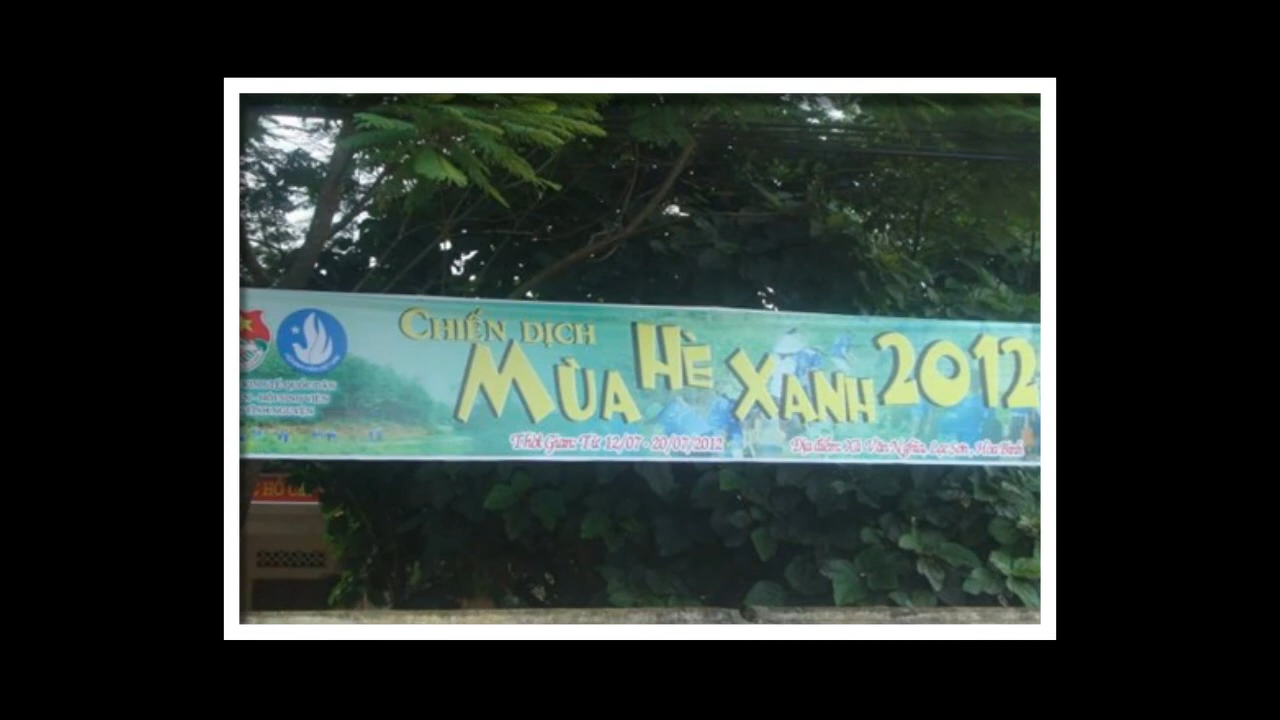 CHIẾN DỊCH
MÙA HÈ XANH 2012
Thời Gian: Từ 12/07 - 20/07/2012
Địa điểm: Xã Văn Nghĩa, Lạc Sơn, Hòa Bình